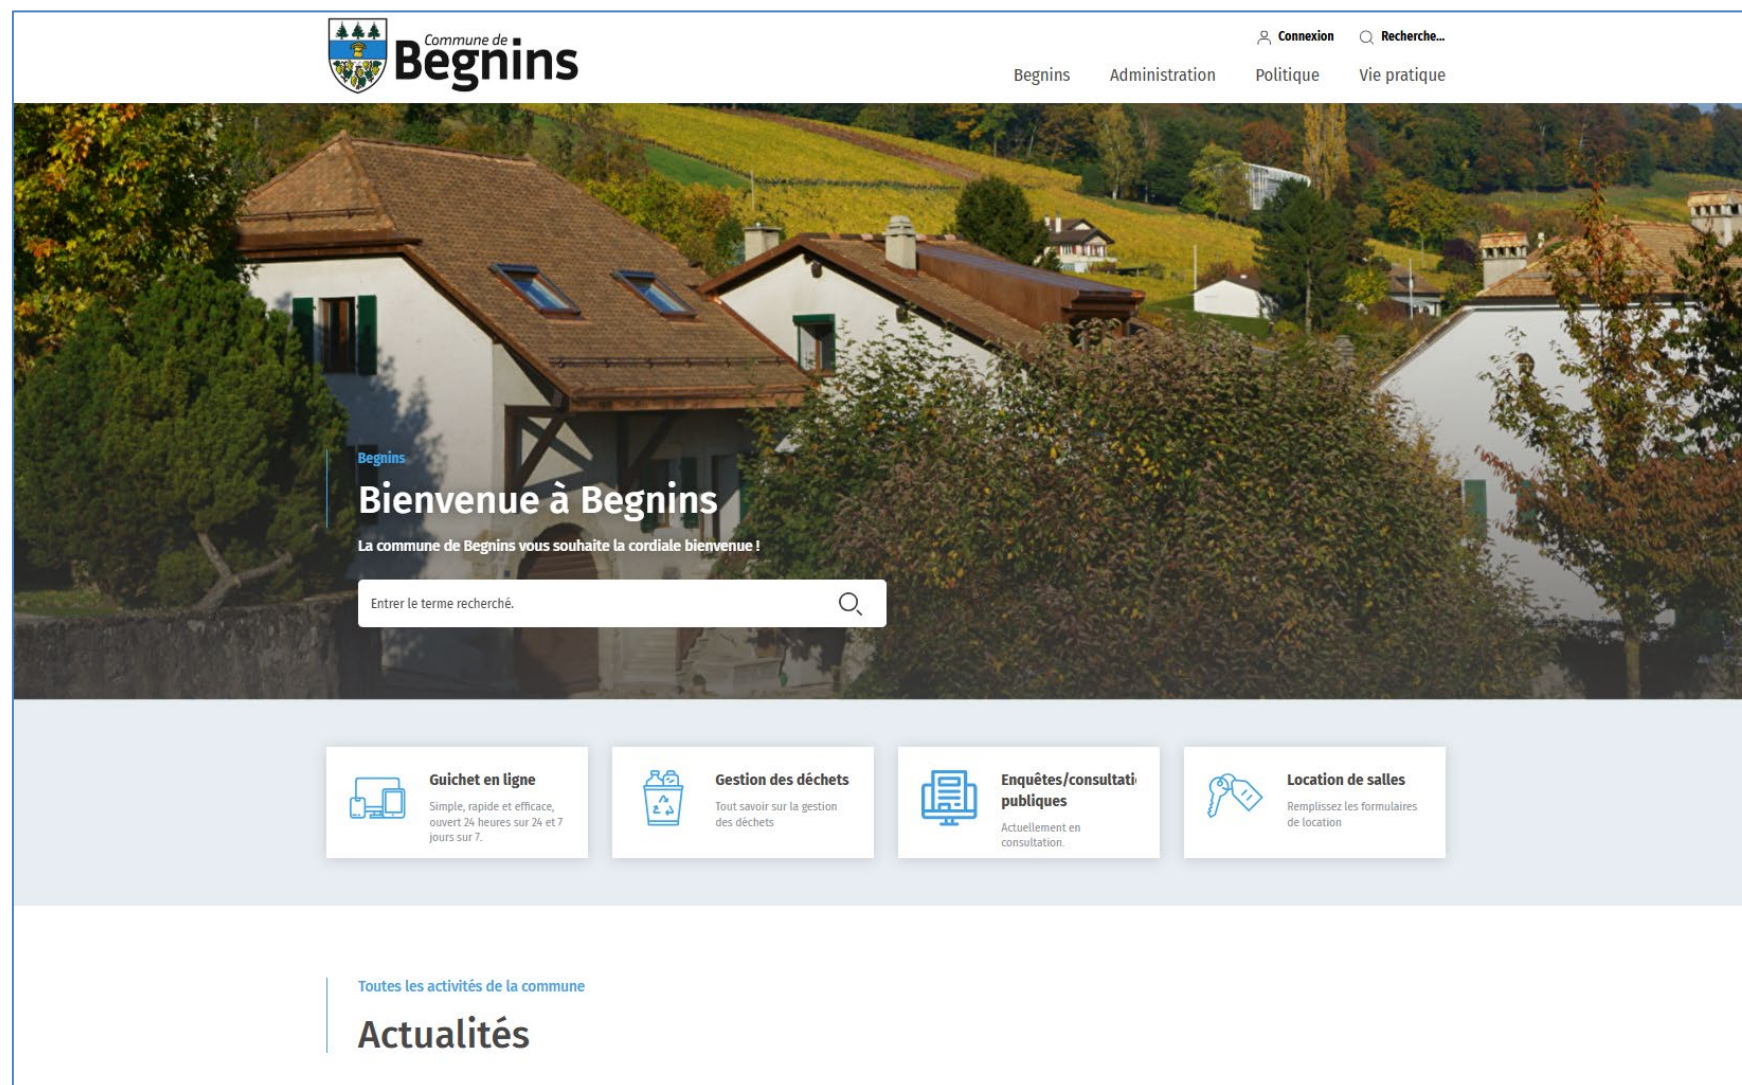 Commune de
Begnins
Connexion
Recherche...
Begnins
Administration
Politique
Vie pratique
Begnins
Bienvenue à Begnins
La commune de Begnins vous souhaite la cordiale bienvenue !
Entrer le terme recherché.
Guichet en ligne
Simple, rapide et efficace,
ouvert 24 heures sur 24 et 7
jours sur 7.
Gestion des déchets
Tout savoir sur la gestion
des déchets
Enquêtes/consultati
publiques
Actuellement en
consultation.
Location de salles
Remplissez les formulaires
de location
Toutes les activités de la commune
Actualités